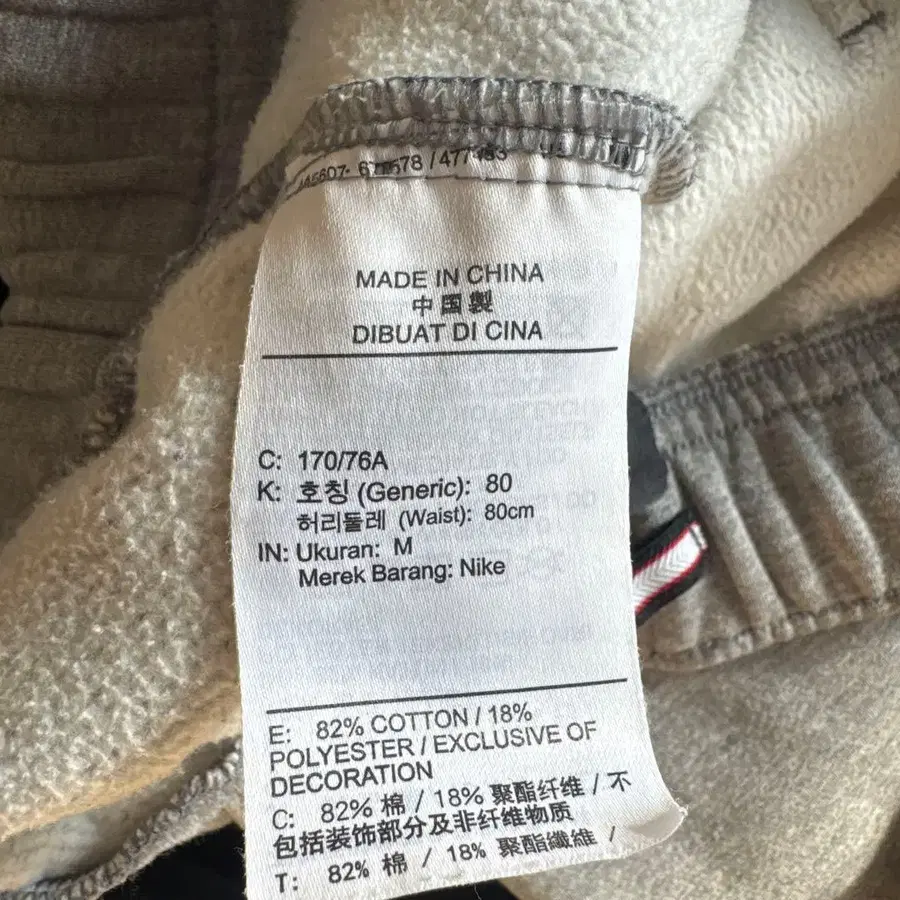 MADE IN CHINA
中国製
DIBUAT DI CINA
C: 170/76A
K: 호칭 (Generic): 80
허리둘레 (Waist): 80cm
IN: Ukuran: M
Merek Barang: Nike
E: 82% COTTON / 18%
POLYESTER / EXCLUSIVE OF
DECORATION
C: 82% 棉 / 18% 聚酯纤维 / 不
包括装饰部分及非纤维物质
T: 82% 棉 / 18% 聚酯纖維 /